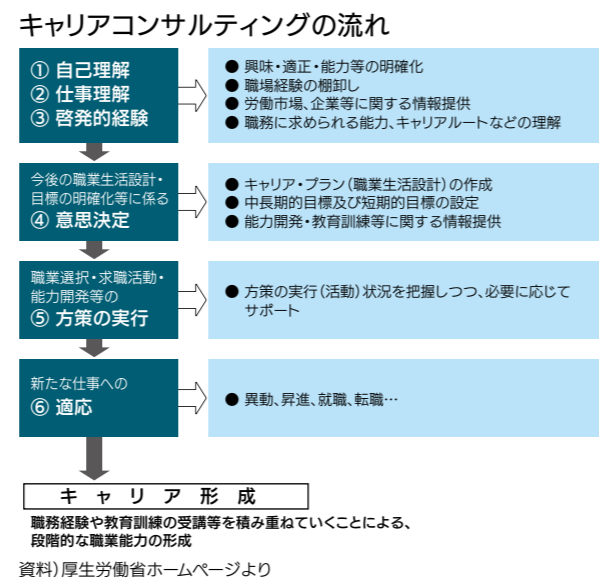 キャリアコンサルティングの流れ
① 自己理解
② 仕事理解
③ 啓発的経験
● 興味・適正・能力等の明確化
● 職場経験の棚卸し
● 労働市場、企業等に関する情報提供
● 職務に求められる能力、キャリアルートなどの理解
今後の職業生活設計・
目標の明確化等に係る
④ 意思決定
● キャリア・プラン（職業生活設計）の作成
● 中長期的目標及び短期的目標の設定
● 能力開発・教育訓練等に関する情報提供
職業選択・求職活動・
能力開発等の
⑤ 方策の実行
● 方策の実行（活動）状況を把握しつつ、必要に応じて
サポート
新たな仕事への
⑥ 適応
● 異動、昇進、就職、転職…
キャリア形成
職務経験や教育訓練の受講等を積み重ねていくことによる、
段階的な職業能力の形成
資料）厚生労働省ホームページより